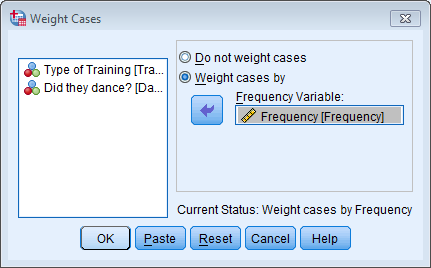 Weight Cases
Type of Training [Tra...
Did they dance? [Da...
Do not weight cases
Weight cases by
Frequency Variable:
Frequency [Frequency]
Current Status: Weight cases by Frequency
OK Paste Reset Cancel Help